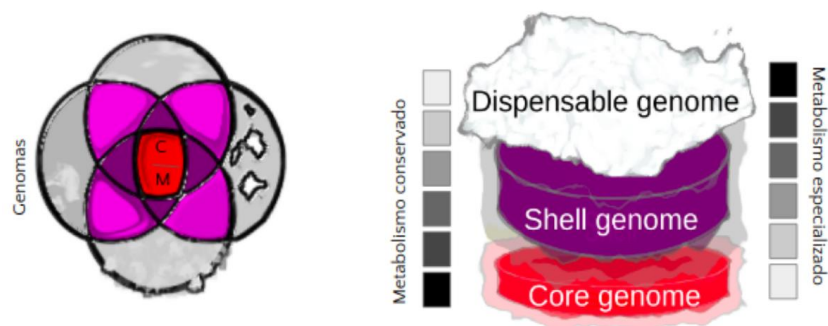 Genomas
C
M
Metabolismo conservado
Dispensable genome
Shell genome
Core genome
Metabolismo especializado